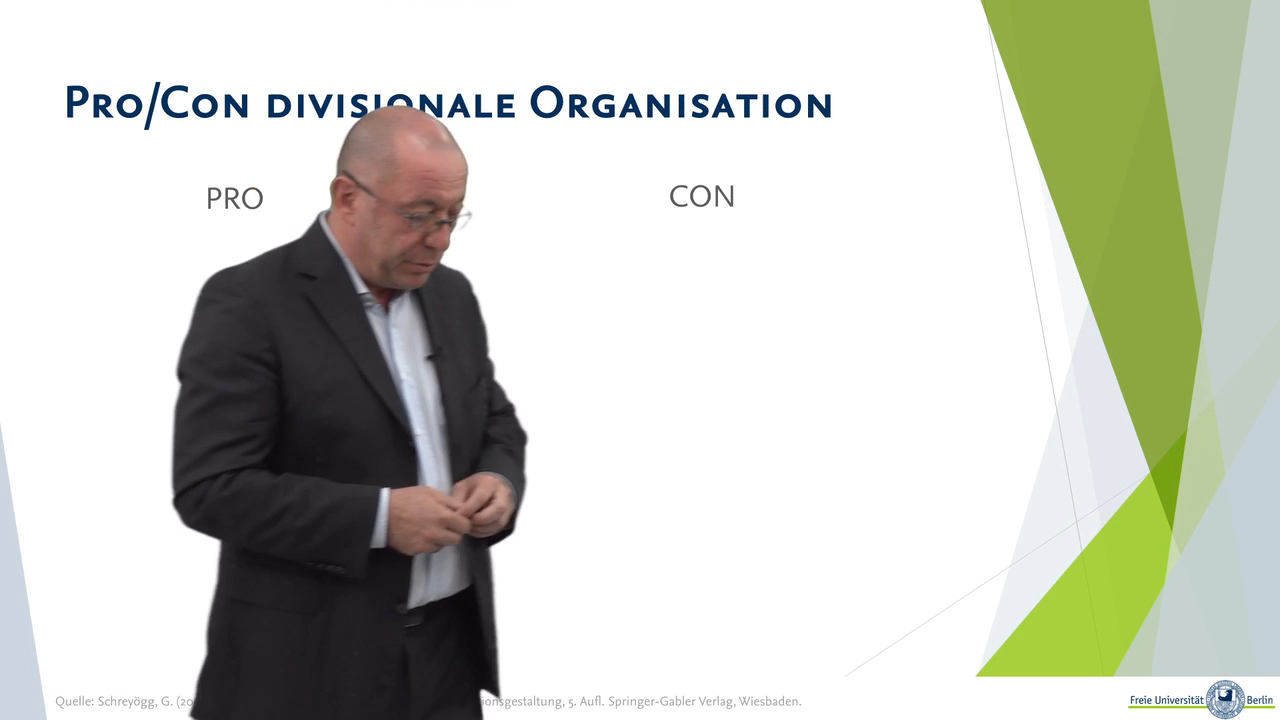 Pro/Con divisionale Organisation
PRO
CON
Quelle: Schreyögg, G. (20 ionsgestaltung, 5. Aufl. Springer-Gabler Verlag, Wiesbaden.
Freie Universität Berlin